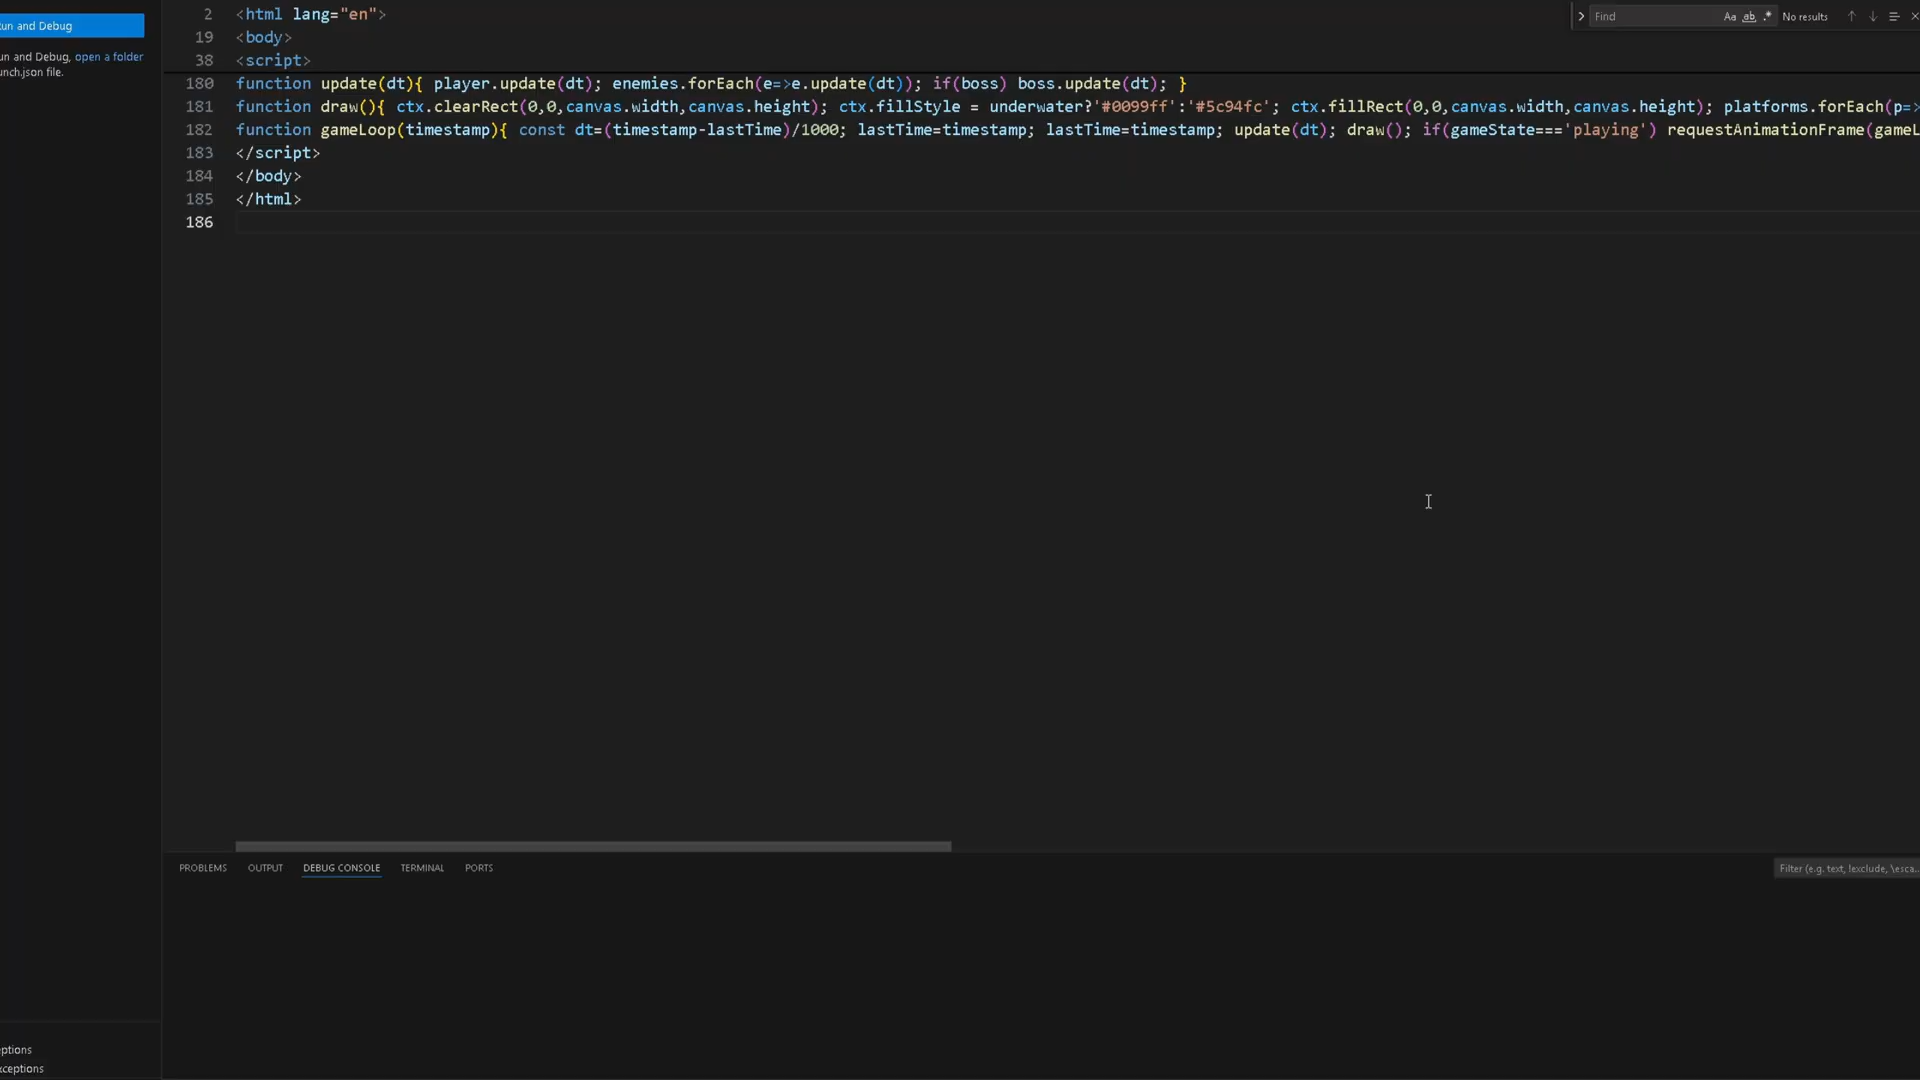 un and Debug
un and Debug, open a folder
unch.json file.
Find Aa ab .* No results
2 <html lang="en">
19 <body>
38 <script>
180 function update(dt){ player.update(dt); enemies.forEach(e=>e.update(dt)); if(boss) boss.update(dt); }
181 function draw(){ ctx.clearRect(0,0,canvas.width,canvas.height); ctx.fillStyle = underwater?'#0099ff':'#5c94fc'; ctx.fillRect(0,0,canvas.width,canvas.height); platforms.forEach(p=>
182 function gameLoop(timestamp){ const dt=(timestamp-lastTime)/1000; lastTime=timestamp; lastTime=timestamp; update(dt); draw(); if(gameState==='playing') requestAnimationFrame(gameL
183 </script>
184 </body>
185 </html>
186
PROBLEMS OUTPUT DEBUG CONSOLE TERMINAL PORTS
Filter (e.g. text, !exclude, \esca...
eptions
xceptions